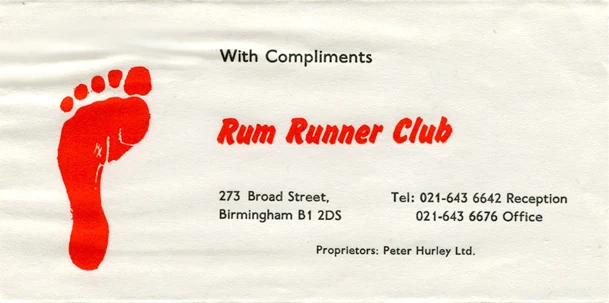 With Compliments
Rum Runner Club
273 Broad Street,
Birmingham B1 2DS
Tel: 021-643 6642 Reception
021-643 6676 Office
Proprietors: Peter Hurley Ltd.